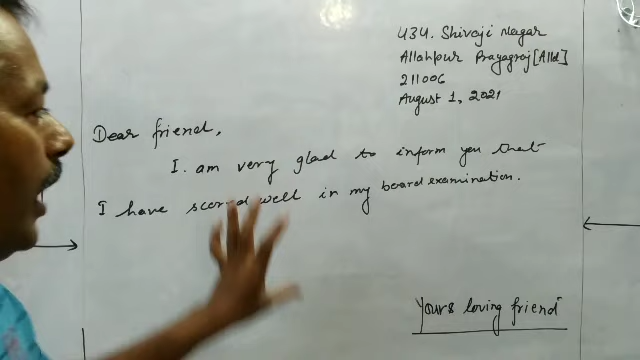 434. Shivaji Nagar
Allahpur Prayagraj [Alld]
211006
August 1, 2021
Dear friend,
I. am very glad to inform you that
I have scored well in my board examination.
Yours loving friend